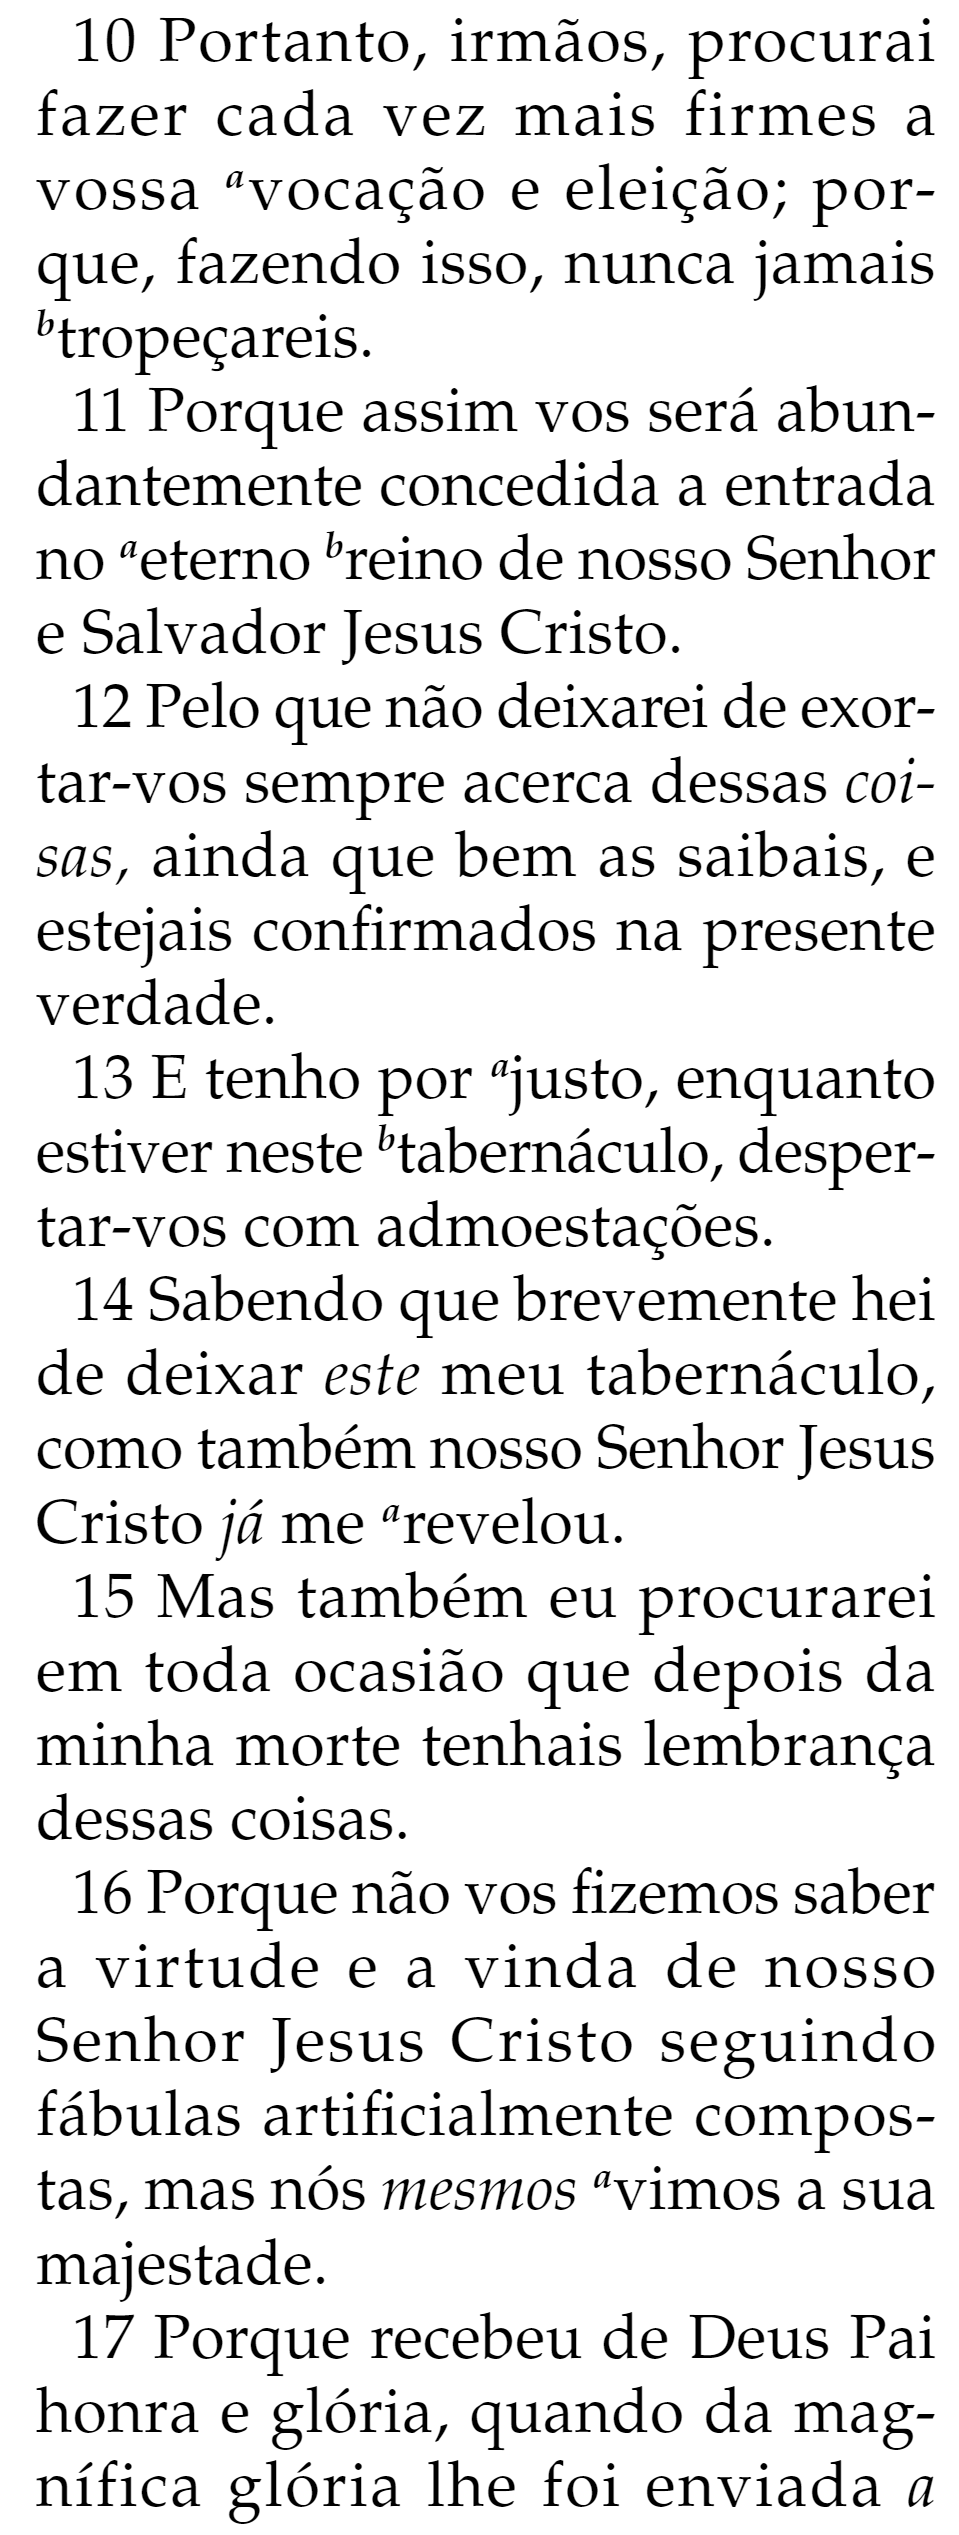 10 Portanto, irmãos, procurai
fazer cada vez mais firmes a
vossa avocação e eleição; por-
que, fazendo isso, nunca jamais
btropeçareis.
11 Porque assim vos será abun-
dantemente concedida a entrada
no aeterno breino de nosso Senhor
e Salvador Jesus Cristo.
12 Pelo que não deixarei de exor-
tar-vos sempre acerca dessas coi-
sas, ainda que bem as saibais, e
estejais confirmados na presente
verdade.
13 E tenho por ajusto, enquanto
estiver neste btabernáculo, desper-
tar-vos com admoestações.
14 Sabendo que brevemente hei
de deixar este meu tabernáculo,
como também nosso Senhor Jesus
Cristo já me arevelou.
15 Mas também eu procurarei
em toda ocasião que depois da
minha morte tenhais lembrança
dessas coisas.
16 Porque não vos fizemos saber
a virtude e a vinda de nosso
Senhor Jesus Cristo seguindo
fábulas artificialmente compos-
tas, mas nós mesmos avimos a sua
majestade.
17 Porque recebeu de Deus Pai
honra e glória, quando da mag-
nífica glória lhe foi enviada a